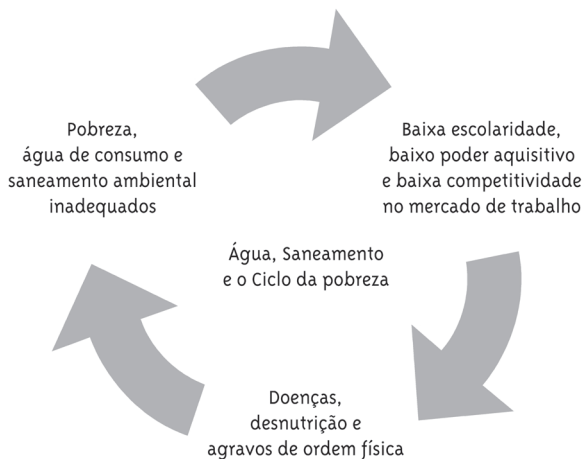 Pobreza,
água de consumo e
saneamento ambiental
inadequados
Baixa escolaridade,
baixo poder aquisitivo
e baixa competitividade
no mercado de trabalho
Água, Saneamento
e o Ciclo da pobreza
Doenças,
desnutrição e
agravos de ordem física